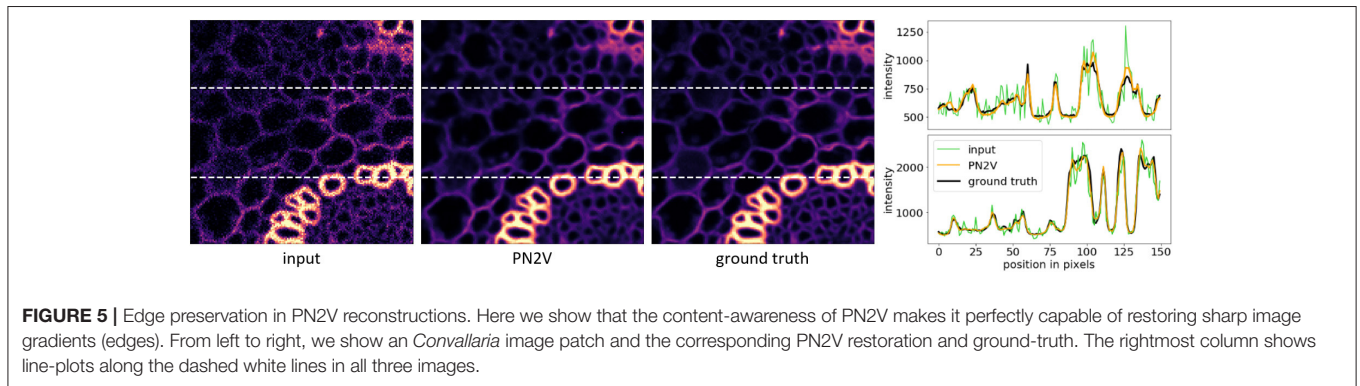 1250
1000
750
500
intensity
input
PN2V
ground truth
2000
1000
intensity
0 25 50 75 100 125 150
position in pixels
input PN2V ground truth
FIGURE 5 | Edge preservation in PN2V reconstructions. Here we show that the content-awareness of PN2V makes it perfectly capable of restoring sharp image
gradients (edges). From left to right, we show an Convallaria image patch and the corresponding PN2V restoration and ground-truth. The rightmost column shows
line-plots along the dashed white lines in all three images.